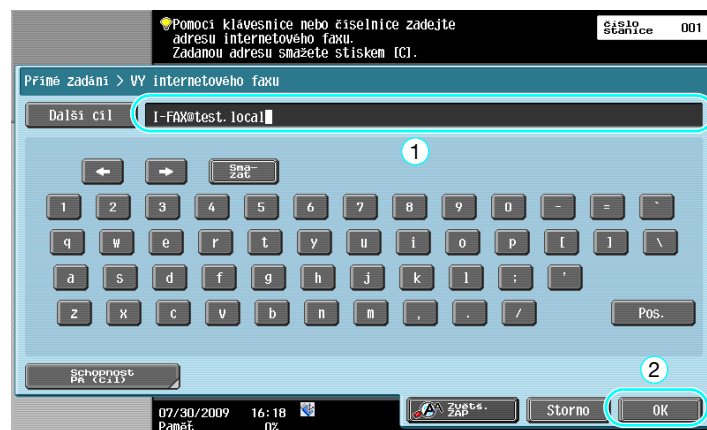 Pomocí klávesnice nebo číselnice zadejte
adresu internetového faxu.
Zadanou adresu smažete stiskem [C].
číslo
stanice 001
Přímé zadání > VY internetového faxu
Další cíl I-FAX@test.local
1
Sma-
zat
1 2 3 4 5 6 7 8 9 0 - = `
q w e r t y u i o p [ ] \
a s d f g h j k l ; '
z x c v b n m , . / Pos.
2
Schopnost
PŘ (Cíl)
07/30/2009 16:18 Zvětš.
ZAP Storno OK
Paměť. 0%